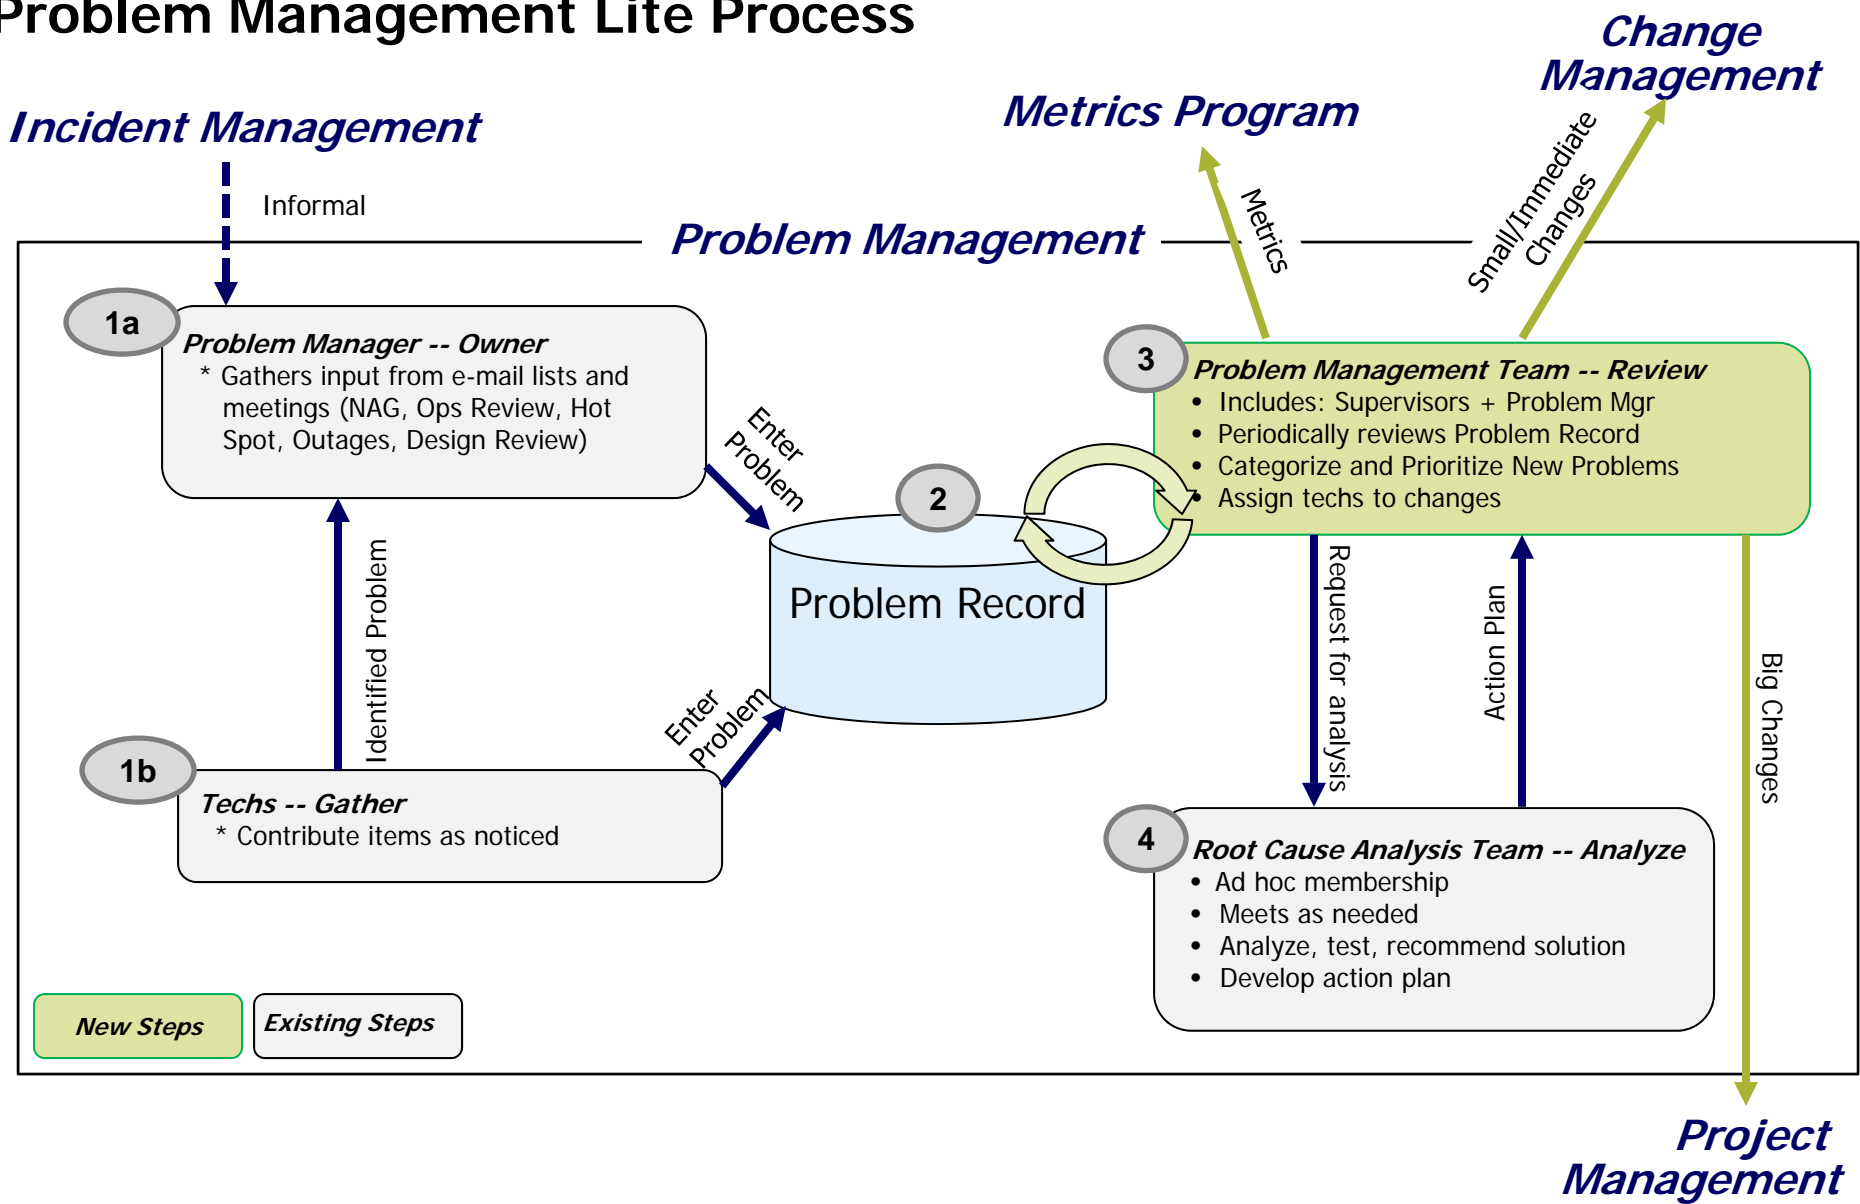 Problem Management Lite Process
Change
Management
Metrics Program
Incident Management
Informal
Metrics
Small/Immediate
Changes
Problem Management
1a
Problem Manager -- Owner
* Gathers input from e-mail lists and
meetings (NAG, Ops Review, Hot
Spot, Outages, Design Review)
Enter
Problem
3
Problem Management Team -- Review
• Includes: Supervisors + Problem Mgr
• Periodically reviews Problem Record
• Categorize and Prioritize New Problems
• Assign techs to changes
2
Problem Record
Identified Problem
Enter
Problem
Request for analysis
Action Plan
Big Changes
1b
Techs -- Gather
* Contribute items as noticed
4
Root Cause Analysis Team -- Analyze
• Ad hoc membership
• Meets as needed
• Analyze, test, recommend solution
• Develop action plan
New Steps
Existing Steps
Project
Management